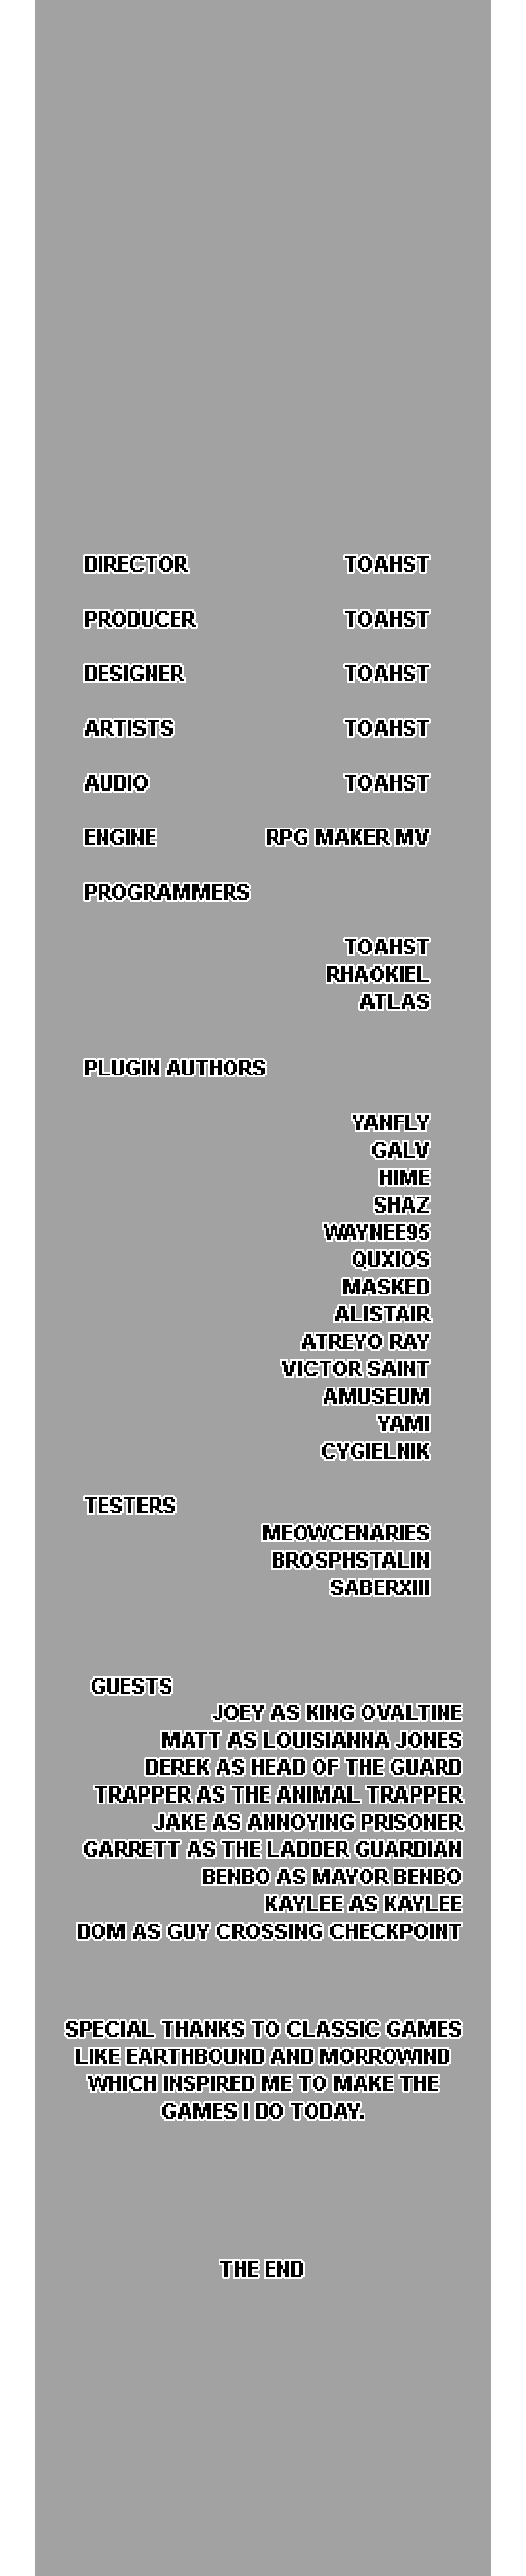 DIRECTOR TOAHST
PRODUCER TOAHST
DESIGNER TOAHST
ARTISTS TOAHST
AUDIO TOAHST
ENGINE RPG MAKER MV
PROGRAMMERS
TOAHST
RHAOKIEL
ATLAS
PLUGIN AUTHORS
YANFLY
GALV
HIME
SHAZ
WAYNEE95
QUXIOS
MASKED
ALISTAIR
ATREYO RAY
VICTOR SAINT
AMUSEUM
YAMI
CYGIELNIK
TESTERS
MEOWCENARIES
BROSPHSTALIN
SABERXIII
GUESTS
JOEY AS KING OVALTINE
MATT AS LOUISIANNA JONES
DEREK AS HEAD OF THE GUARD
TRAPPER AS THE ANIMAL TRAPPER
JAKE AS ANNOYING PRISONER
GARRETT AS THE LADDER GUARDIAN
BENBO AS MAYOR BENBO
KAYLEE AS KAYLEE
DOM AS GUY CROSSING CHECKPOINT
SPECIAL THANKS TO CLASSIC GAMES
LIKE EARTHBOUND AND MORROWIND
WHICH INSPIRED ME TO MAKE THE
GAMES I DO TODAY.
THE END